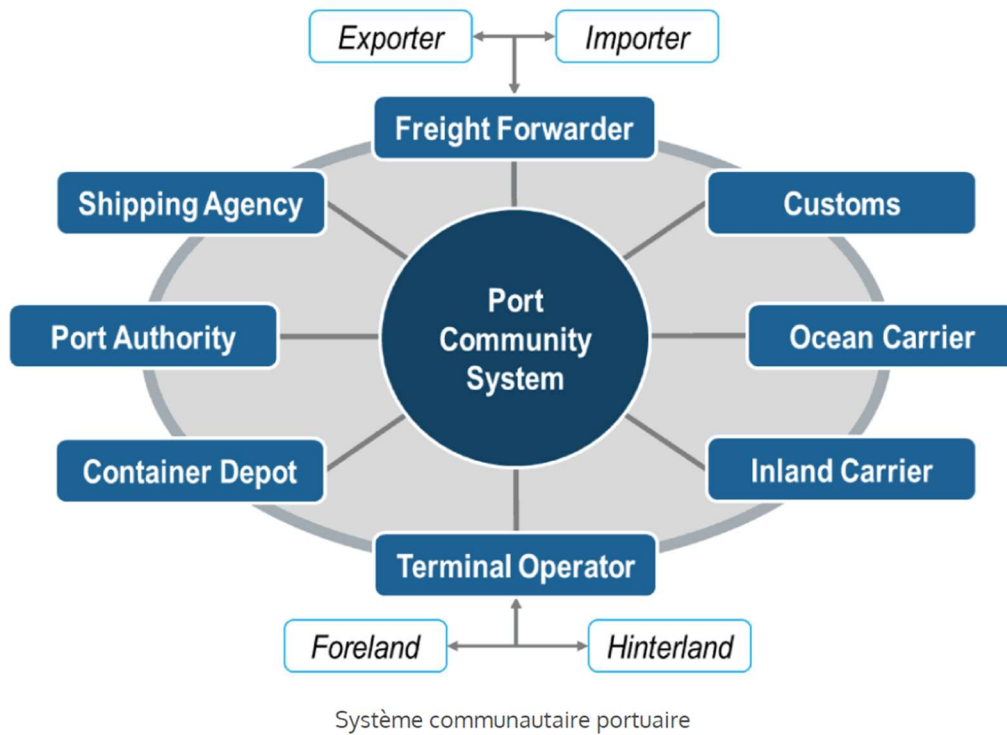 Exporter
Importer
Freight Forwarder
Shipping Agency
Customs
Port
Community
System
Port Authority
Ocean Carrier
Container Depot
Inland Carrier
Terminal Operator
Foreland
Hinterland
Système communautaire portuaire